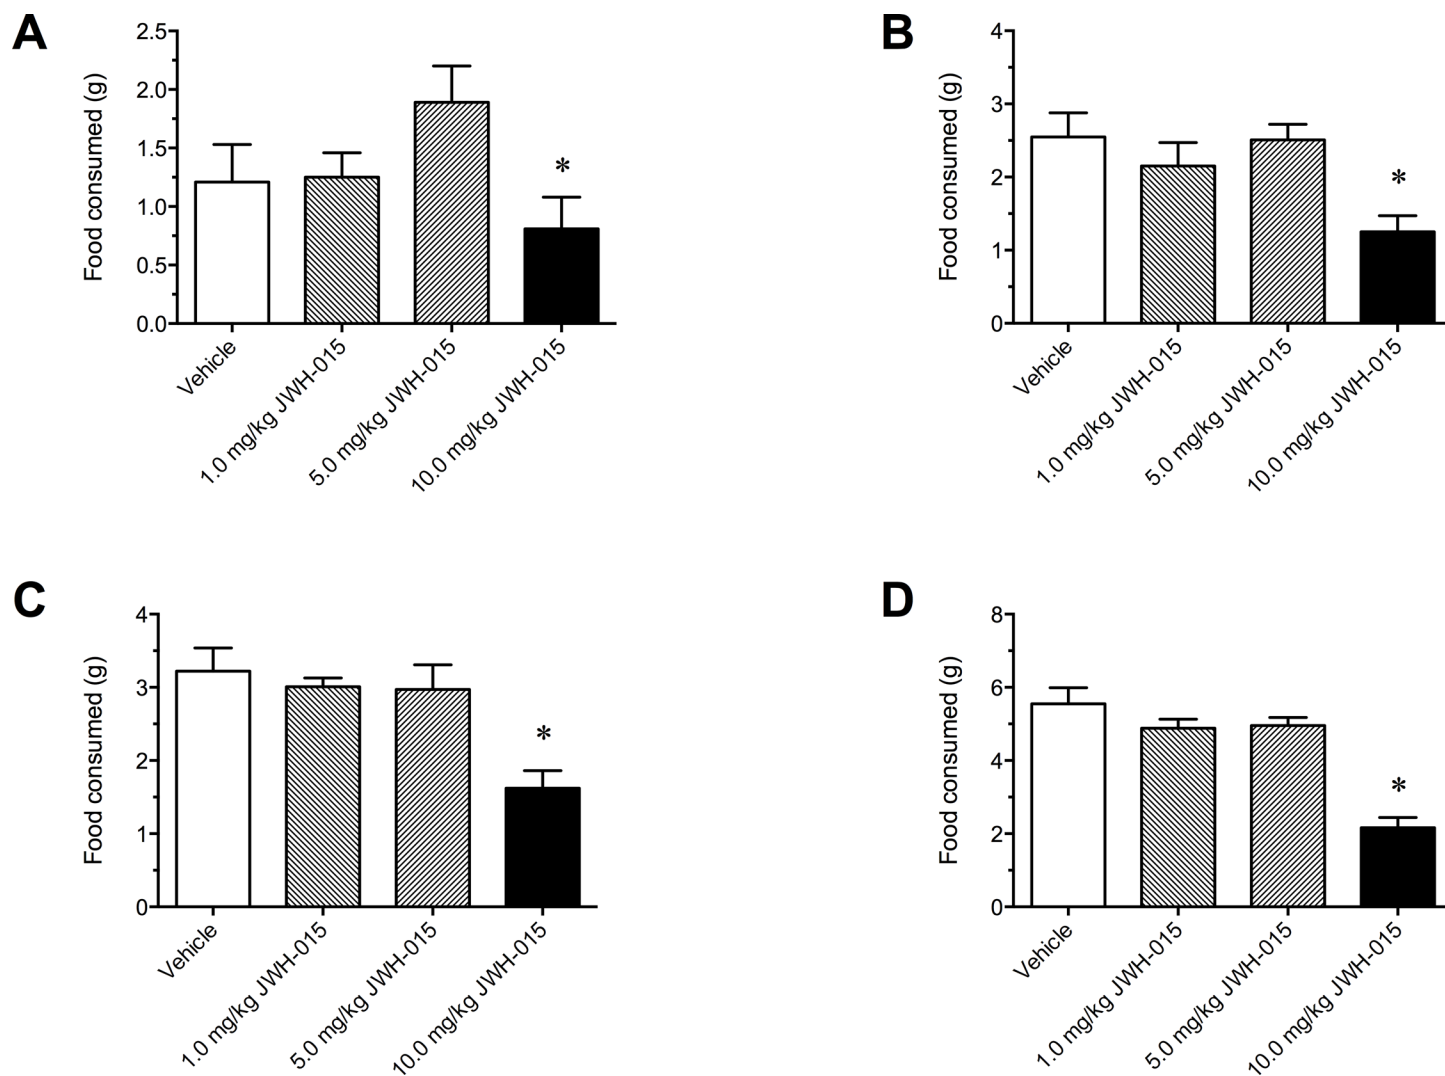 A
Food consumed (g)
2.5
2.0
1.5
1.0
0.5
0.0
*
Vehicle
1.0 mg/kg JWH-015
5.0 mg/kg JWH-015
10.0 mg/kg JWH-015
B
Food consumed (g)
4
3
2
1
0
*
Vehicle
1.0 mg/kg JWH-015
5.0 mg/kg JWH-015
10.0 mg/kg JWH-015
C
Food consumed (g)
4
3
2
1
0
*
Vehicle
1.0 mg/kg JWH-015
5.0 mg/kg JWH-015
10.0 mg/kg JWH-015
D
Food consumed (g)
8
6
4
2
0
*
Vehicle
1.0 mg/kg JWH-015
5.0 mg/kg JWH-015
10.0 mg/kg JWH-015